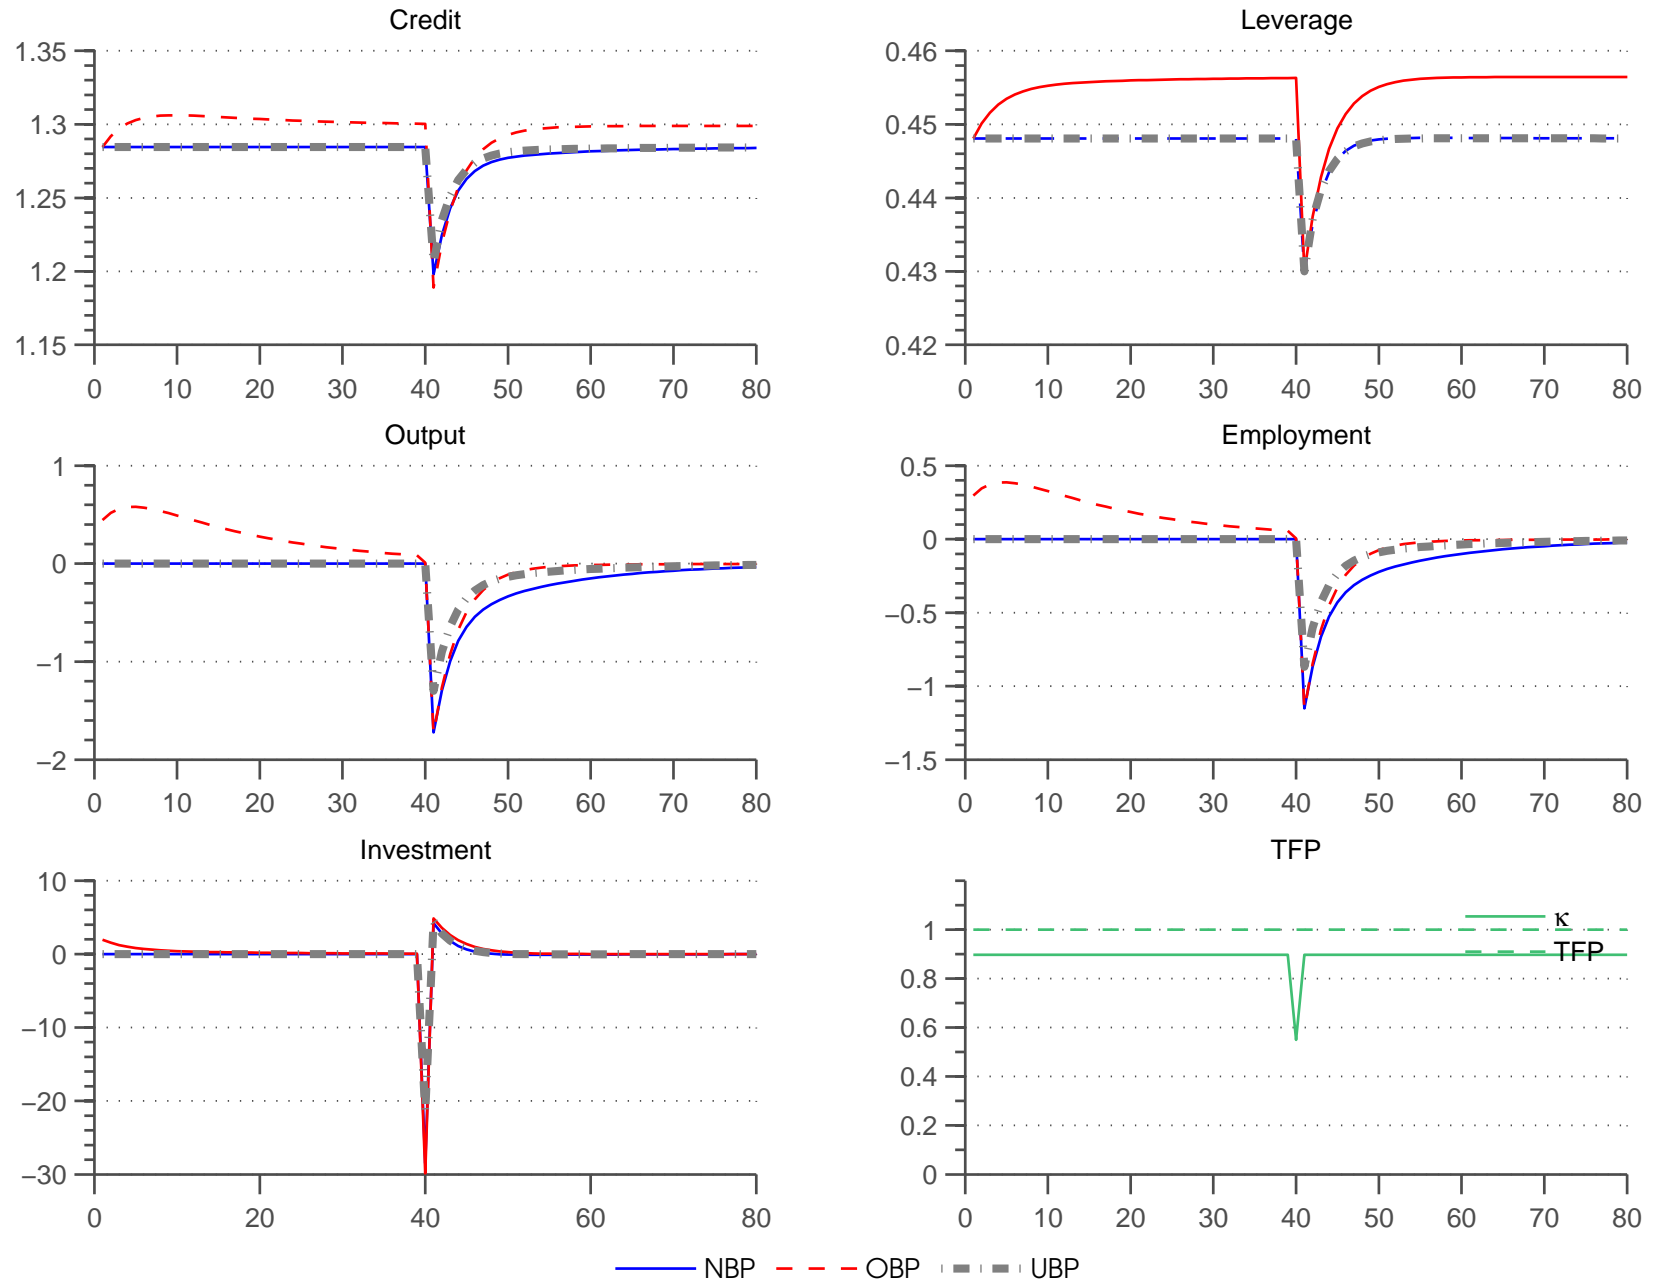 Credit
Leverage
1.35
1.3
1.25
1.2
1.15
0 10 20 30 40 50 60 70 80
0.46
0.45
0.44
0.43
0.42
0 10 20 30 40 50 60 70 80
Output
Employment
1
0
−1
−2
0 10 20 30 40 50 60 70 80
0.5
0
−0.5
−1
−1.5
0 10 20 30 40 50 60 70 80
Investment
TFP
10
0
−10
−20
−30
0 20 40 60 80
1
0.8
0.6
0.4
0.2
0
κ
TFP
0 10 20 30 40 50 60 70 80
NBP OBP UBP